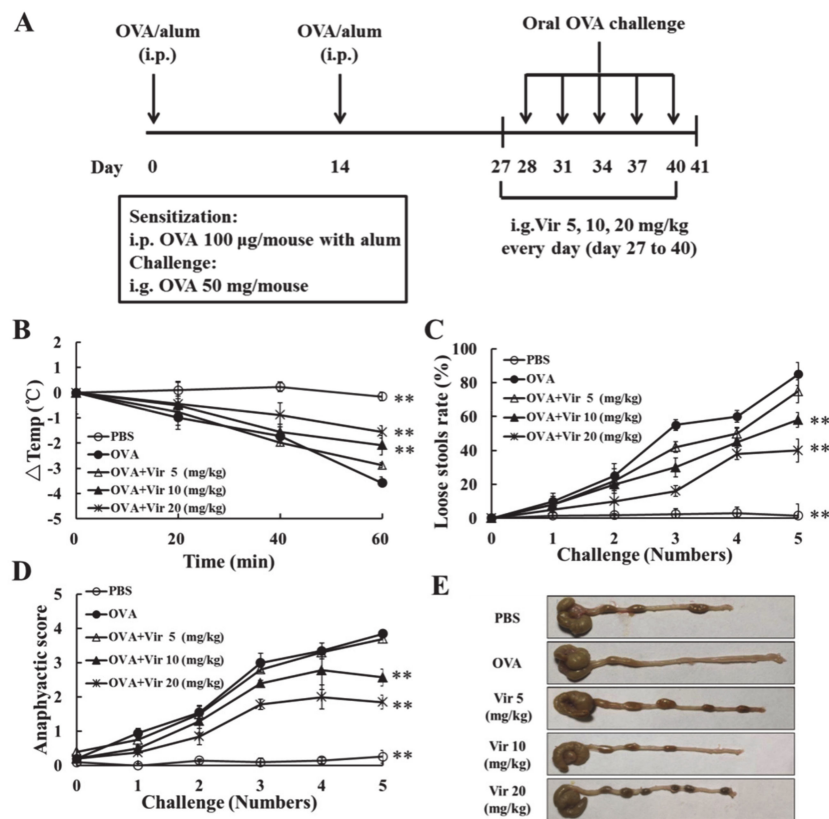 A
OVA/alum
(i.p.)
OVA/alum
(i.p.)
Oral OVA challenge
Day 0 14 27 28 31 34 37 40 41
Sensitization:
i.p. OVA 100 μg/mouse with alum
Challenge:
i.g. OVA 50 mg/mouse
i.g.Vir 5, 10, 20 mg/kg
every day (day 27 to 40)
B
△Temp (℃)
2
1
0
-1
-2
-3
-4
-5
PBS
OVA
OVA+Vir 5 (mg/kg)
OVA+Vir 10 (mg/kg)
OVA+Vir 20 (mg/kg)
**
**
**
0 20 40 60
Time (min)
C
Loose stools rate (%)
100
80
60
40
20
0
PBS
OVA
OVA+Vir 5 (mg/kg)
OVA+Vir 10 (mg/kg)
OVA+Vir 20 (mg/kg)
**
**
**
0 1 2 3 4 5
Challenge (Numbers)
D
Anaphyactic score
5
4
3
2
1
0
PBS
OVA
OVA+Vir 5 (mg/kg)
OVA+Vir 10 (mg/kg)
OVA+Vir 20 (mg/kg)
**
**
**
0 1 2 3 4 5
Challenge (Numbers)
E
PBS
OVA
Vir 5
(mg/kg)
Vir 10
(mg/kg)
Vir 20
(mg/kg)